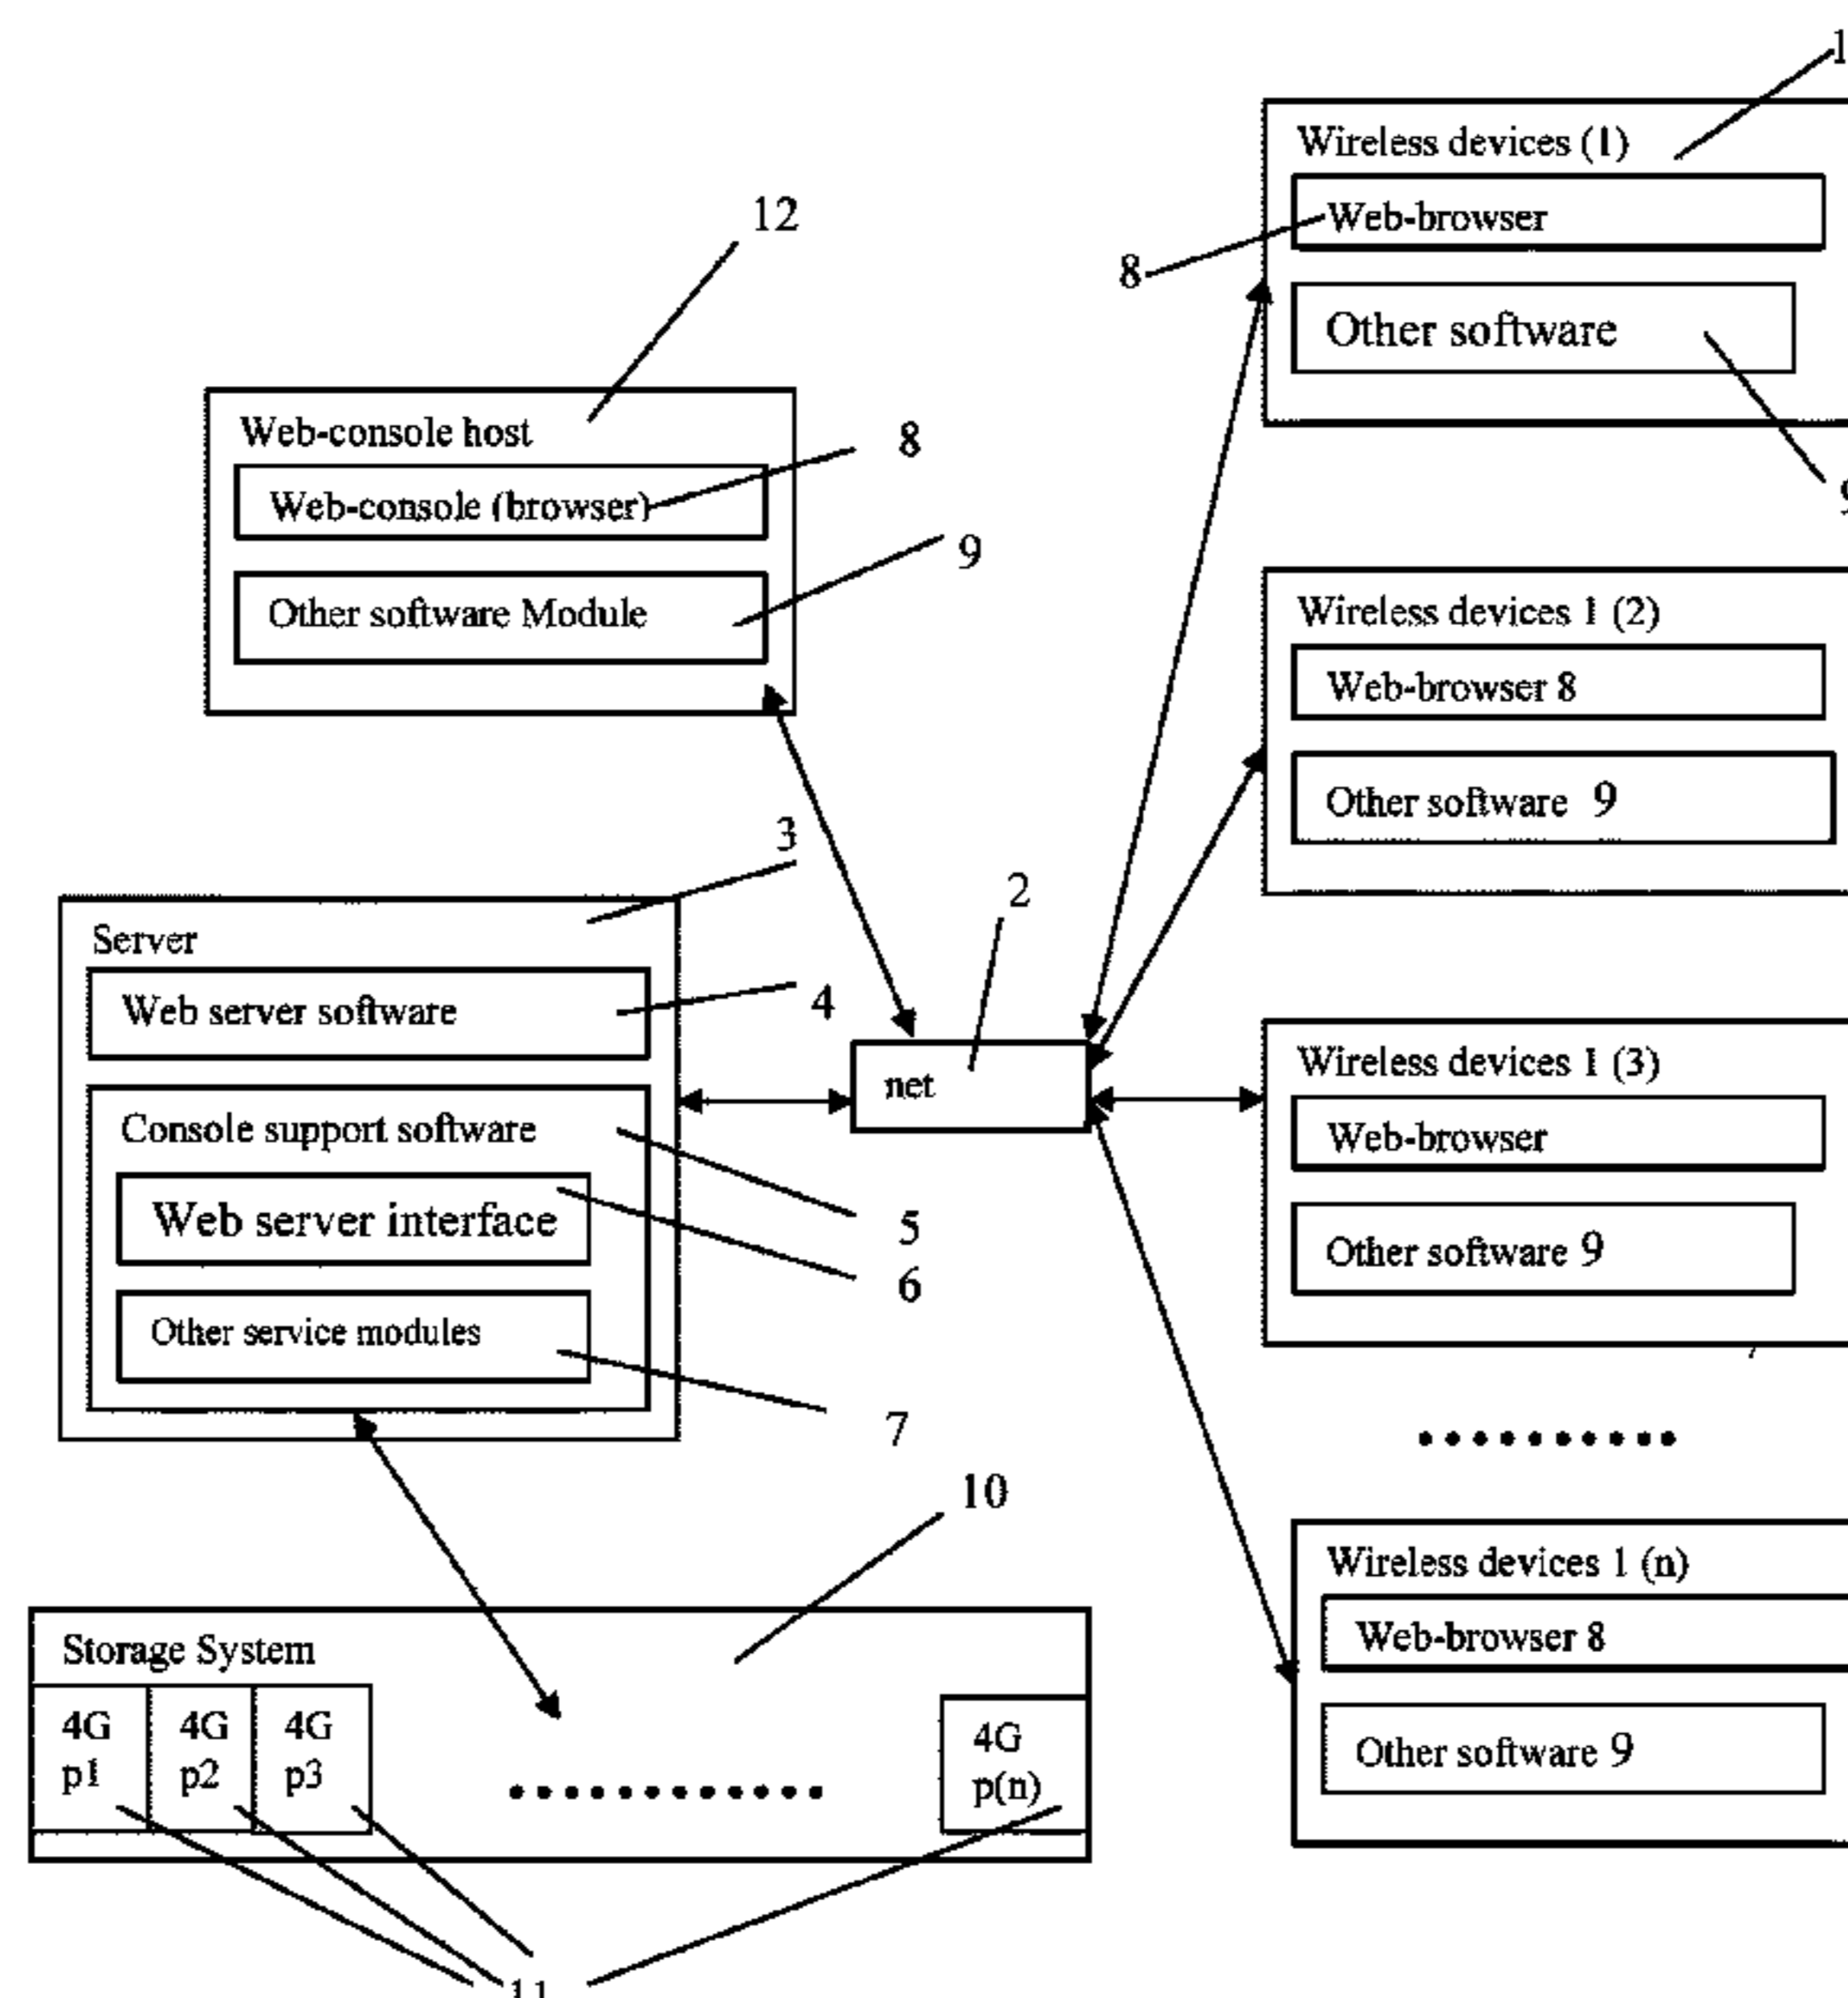 1
Wireless devices (1)
Web-browser
8
Other software
9
12
Web-console host
8
Web-console (browser)
9
Other software Module
Wireless devices 1 (2)
Web-browser 8
Other software 9
3
Server
4
Web server software
2
net
Console support software
5
Web server interface
6
Other service modules
7
Wireless devices 1 (3)
Web-browser
Other software 9
..........
10
Storage System
4G
p1
4G
p2
4G
p3
............
4G
p(n)
11
Wireless devices 1 (n)
Web-browser 8
Other software 9